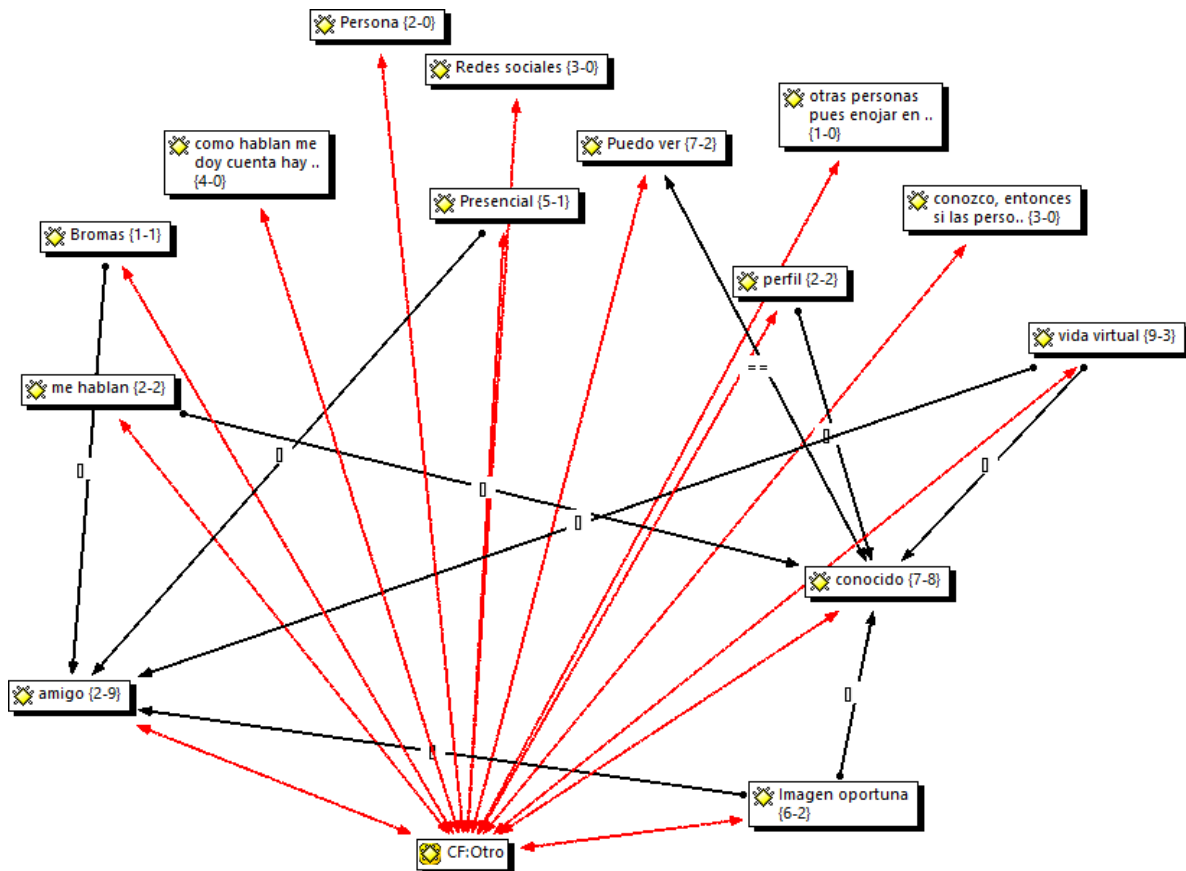 Persona {2-0}
Redes sociales {3-0}
otras personas
pues enojar en ..
{1-0}
como hablan me
doy cuenta hay ..
{4-0}
Puedo ver {7-2}
Presencial {5-1}
conozco, entonces
si las perso.. {3-0}
Bromas {1-1}
perfil {2-2}
vida virtual {9-3}
==
me hablan {2-2}
[]
[]
[]
[]
[]
[]
conocido {7-8}
amigo {2-9}
[]
[]
Imagen oportuna
{6-2}
CF:Otro